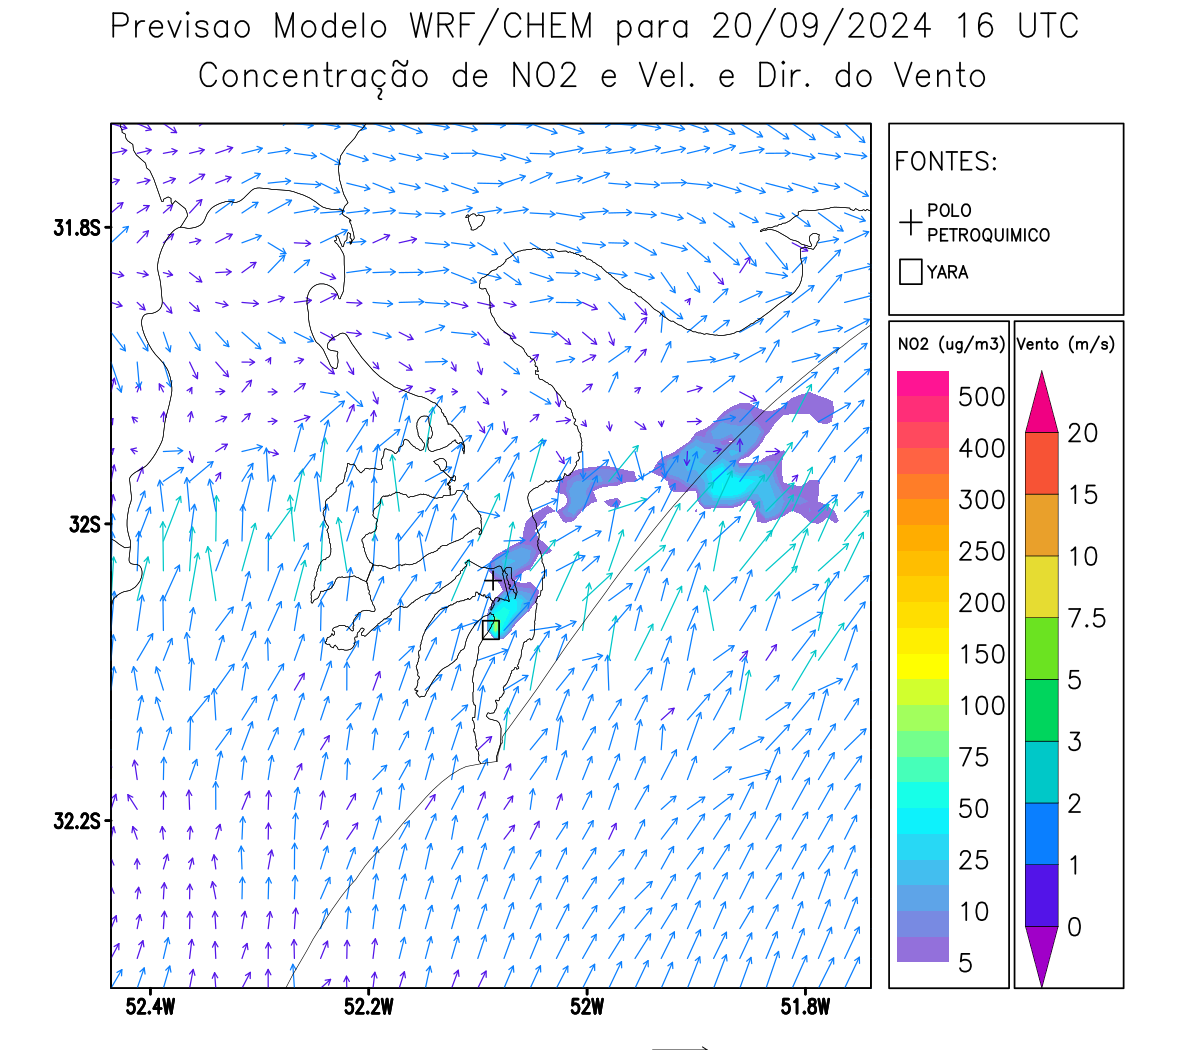 Previsao Modelo WRF/CHEM para 20/09/2024 16 UTC
Concentração de NO2 e Vel. e Dir. do Vento
FONTES:
POLO
PETROQUIMICO
YARA
NO2 (ug/m3)
500
400
300
250
200
150
100
75
50
25
10
5
Vento (m/s)
20
15
10
7.5
5
3
2
1
0
31.8S
32S
32.2S
52.4W
52.2W
52W
51.8W